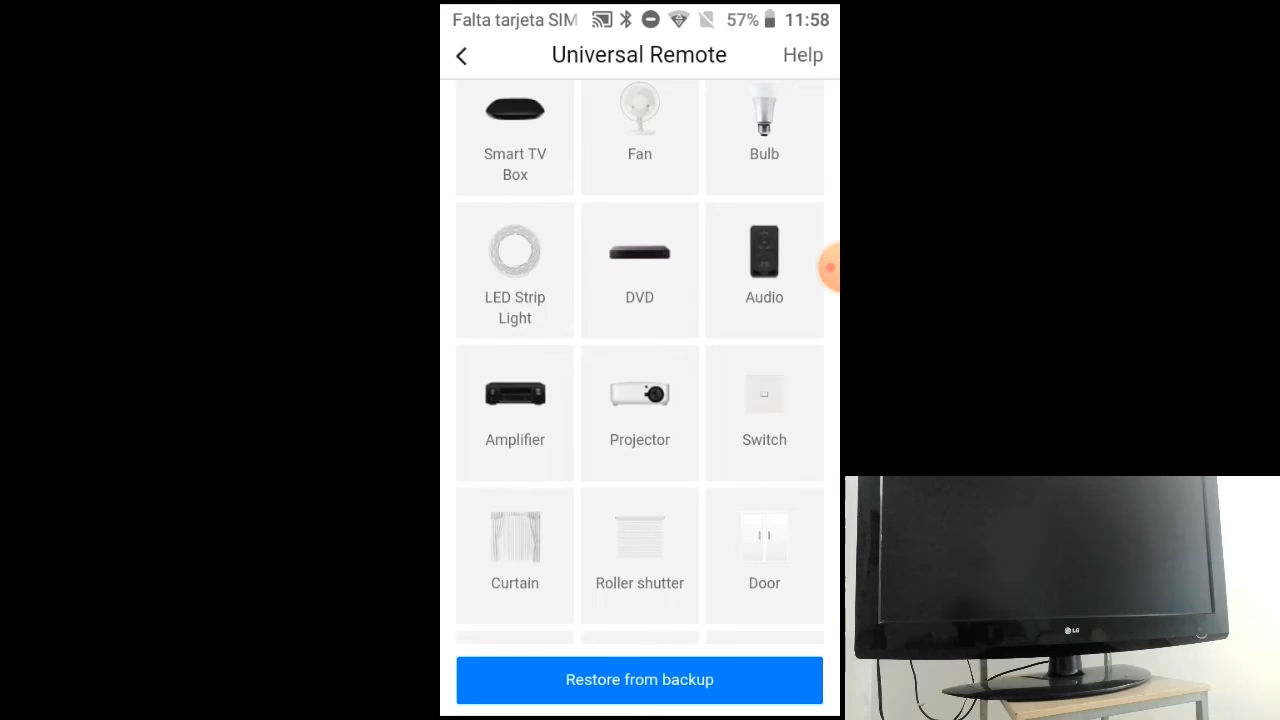 Falta tarjeta SIM 57% 11:58
Universal Remote Help
Smart TV Box
Fan
Bulb
LED Strip Light
DVD
Audio
Amplifier
Projector
Switch
Curtain
Roller shutter
Door
Restore from backup
LG